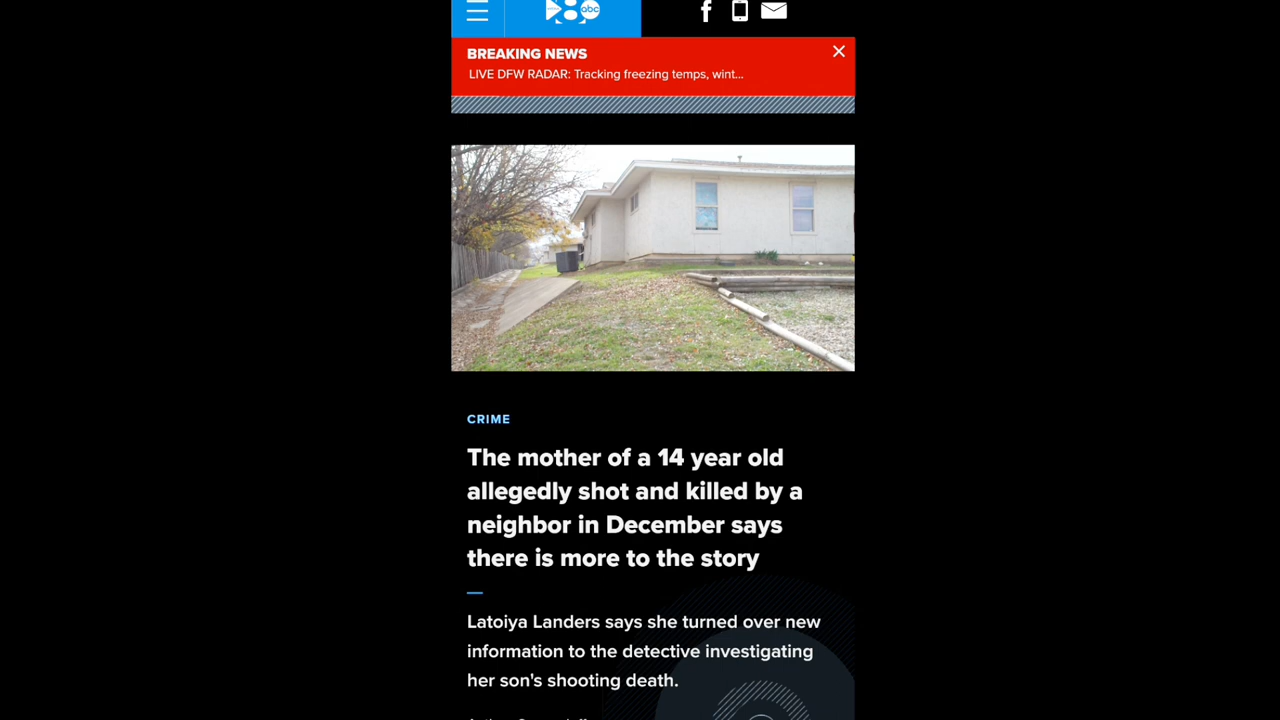 8 abc
BREAKING NEWS
LIVE DFW RADAR: Tracking freezing temps, wint...
CRIME
The mother of a 14 year old
allegedly shot and killed by a
neighbor in December says
there is more to the story
Latoiya Landers says she turned over new
information to the detective investigating
her son's shooting death.